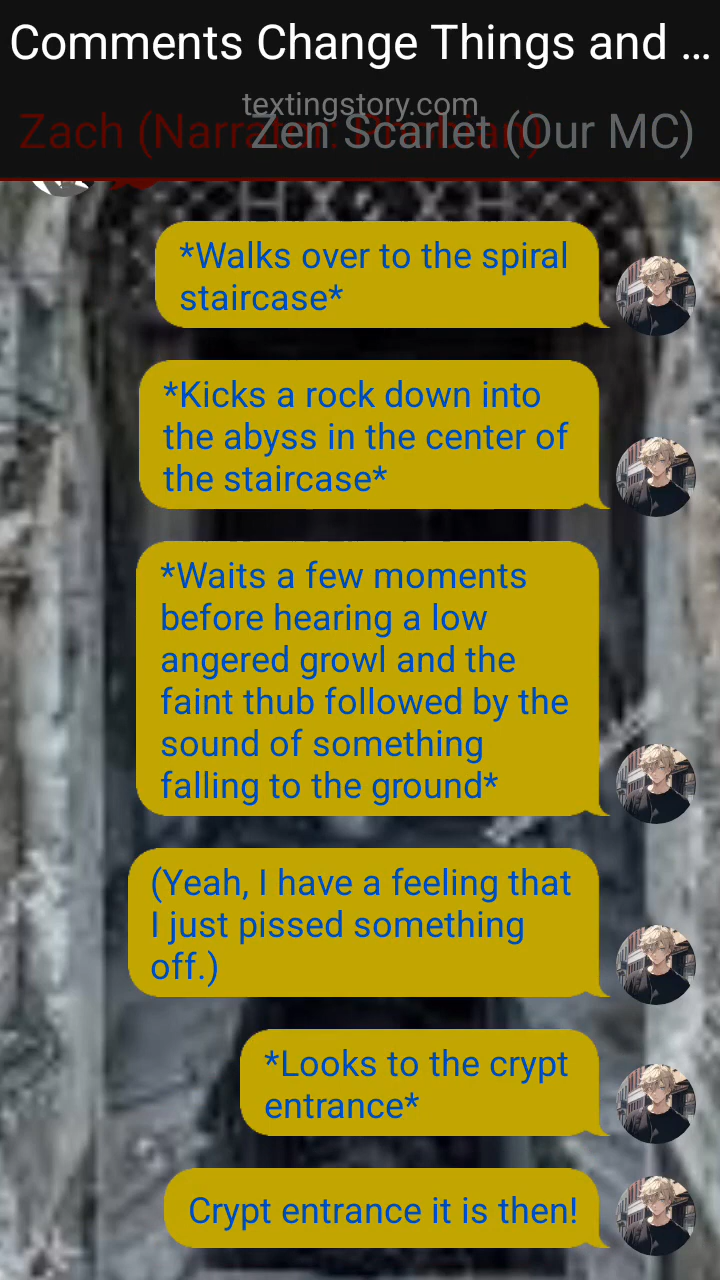 Comments Change Things and ...
textingstory.com
Zach (Narrator:
Zen Scarlet (Our MC)
*Walks over to the spiral
staircase*
*Kicks a rock down into
the abyss in the center of
the staircase*
*Waits a few moments
before hearing a low
angered growl and the
faint thub followed by the
sound of something
falling to the ground*
(Yeah, I have a feeling that
I just pissed something
off.)
*Looks to the crypt
entrance*
Crypt entrance it is then!